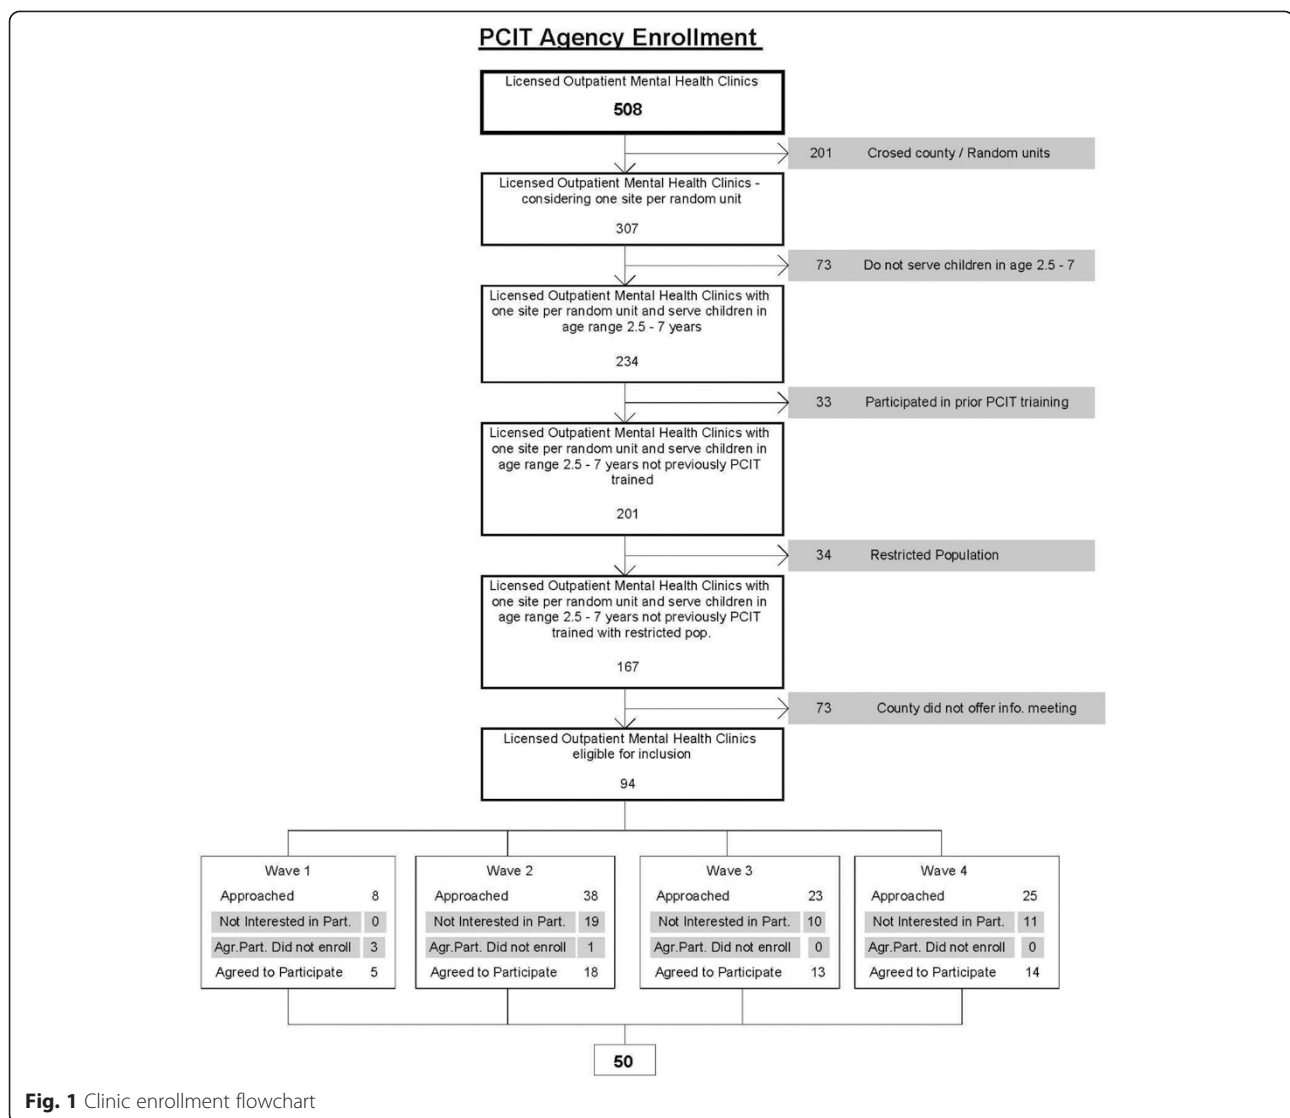 PCIT Agency Enrollment
Licensed Outpatient Mental Health Clinics
508
201 Crosed county / Random units
Licensed Outpatient Mental Health Clinics -
considering one site per random unit
307
73 Do not serve children in age 2.5 - 7
Licensed Outpatient Mental Health Clinics with
one site per random unit and serve children in
age range 2.5 - 7 years
234
33 Participated in prior PCIT triaining
Licensed Outpatient Mental Health Clinics with
one site per random unit and serve children in
age range 2.5 - 7 years not previously PCIT
trained
201
34 Restricted Population
Licensed Outpatient Mental Health Clinics with
one site per random unit and serve children in
age range 2.5 - 7 years not previously PCIT
trained with restricted pop.
167
73 County did not offer info. meeting
Licensed Outpatient Mental Health Clinics
eligible for inclusion
94
Wave 1
Approached 8
Not Interested in Part. 0
Agr.Part. Did not enroll 3
Agreed to Participate 5
Wave 2
Approached 38
Not Interested in Part. 19
Agr.Part. Did not enroll 1
Agreed to Participate 18
Wave 3
Approached 23
Not Interested in Part. 10
Agr.Part. Did not enroll 0
Agreed to Participate 13
Wave 4
Approached 25
Not Interested in Part. 11
Agr.Part. Did not enroll 0
Agreed to Participate 14
50
Fig. 1 Clinic enrollment flowchart